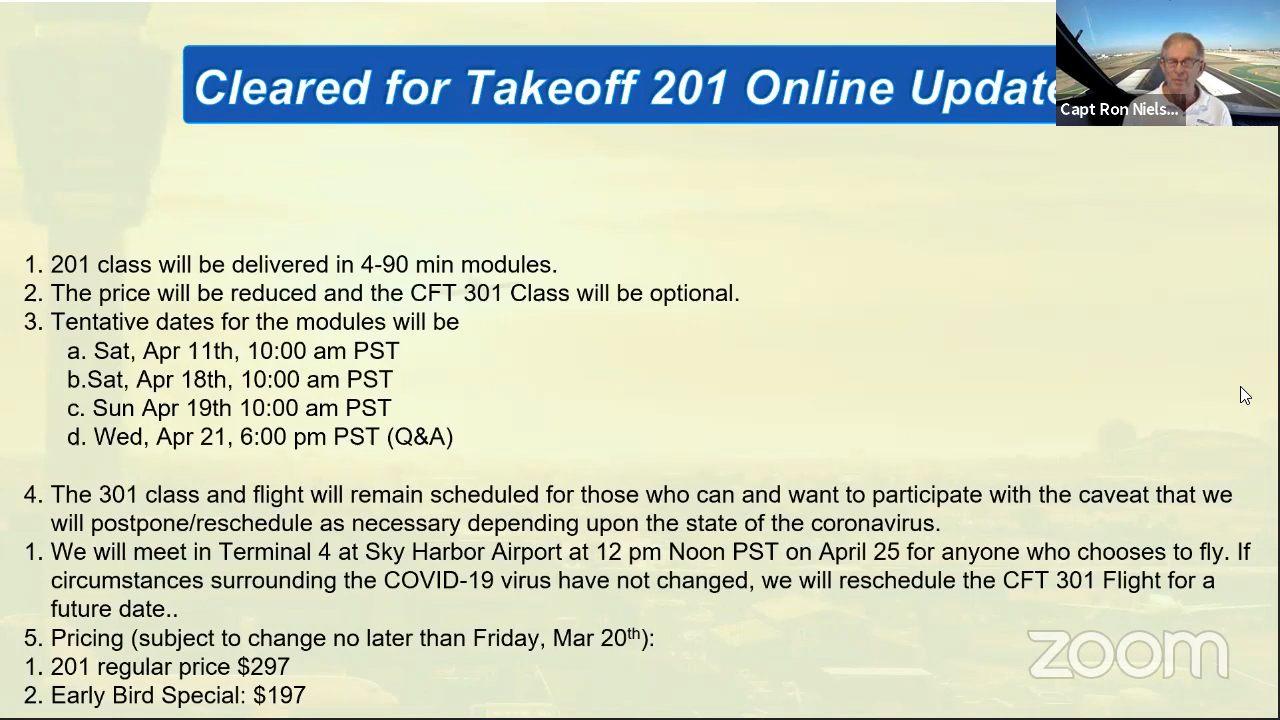 Cleared for Takeoff 201 Online Update
Capt Ron Niels...
1. 201 class will be delivered in 4-90 min modules.
2. The price will be reduced and the CFT 301 Class will be optional.
3. Tentative dates for the modules will be
a. Sat, Apr 11th, 10:00 am PST
b.Sat, Apr 18th, 10:00 am PST
c. Sun Apr 19th 10:00 am PST
d. Wed, Apr 21, 6:00 pm PST (Q&A)
4. The 301 class and flight will remain scheduled for those who can and want to participate with the caveat that we
will postpone/reschedule as necessary depending upon the state of the coronavirus.
1. We will meet in Terminal 4 at Sky Harbor Airport at 12 pm Noon PST on April 25 for anyone who chooses to fly. If
circumstances surrounding the COVID-19 virus have not changed, we will reschedule the CFT 301 Flight for a
future date..
5. Pricing (subject to change no later than Friday, Mar 20th):
1. 201 regular price $297
2. Early Bird Special: $197
zoom